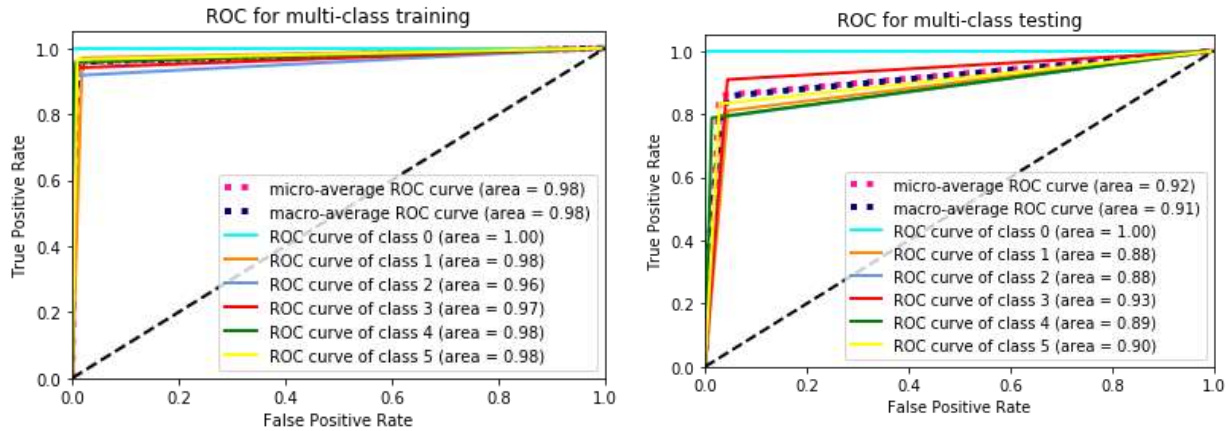 ROC for multi-class training
True Positive Rate
1.0
0.8
0.6
0.4
0.2
0.0
micro-average ROC curve (area = 0.98)
macro-average ROC curve (area = 0.98)
ROC curve of class 0 (area = 1.00)
ROC curve of class 1 (area = 0.98)
ROC curve of class 2 (area = 0.96)
ROC curve of class 3 (area = 0.97)
ROC curve of class 4 (area = 0.98)
ROC curve of class 5 (area = 0.98)
0.0 0.2 0.4 0.6 0.8 1.0
False Positive Rate
ROC for multi-class testing
True Positive Rate
1.0
0.8
0.6
0.4
0.2
0.0
micro-average ROC curve (area = 0.92)
macro-average ROC curve (area = 0.91)
ROC curve of class 0 (area = 1.00)
ROC curve of class 1 (area = 0.88)
ROC curve of class 2 (area = 0.88)
ROC curve of class 3 (area = 0.93)
ROC curve of class 4 (area = 0.89)
ROC curve of class 5 (area = 0.90)
0.0 0.2 0.4 0.6 0.8 1.0
False Positive Rate